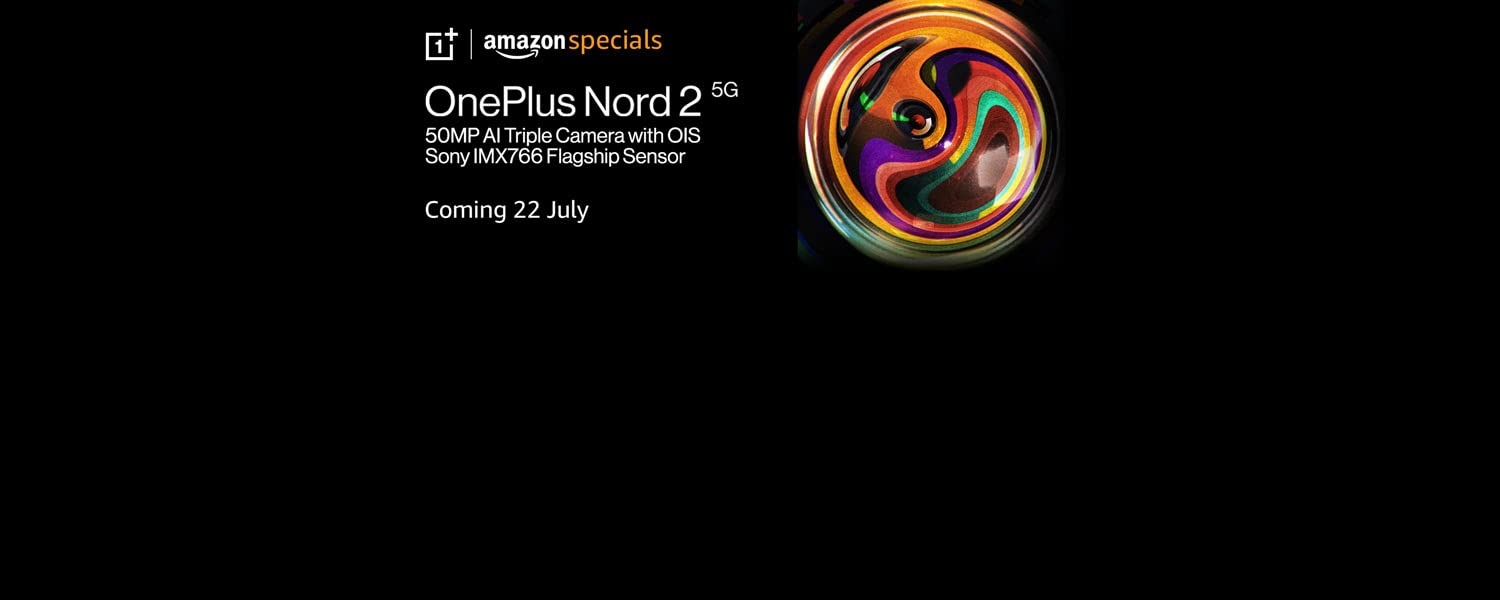 1+ | amazon specials
OnePlus Nord 2 5G
50MP AI Triple Camera with OIS
Sony IMX766 Flagship Sensor
Coming 22 July